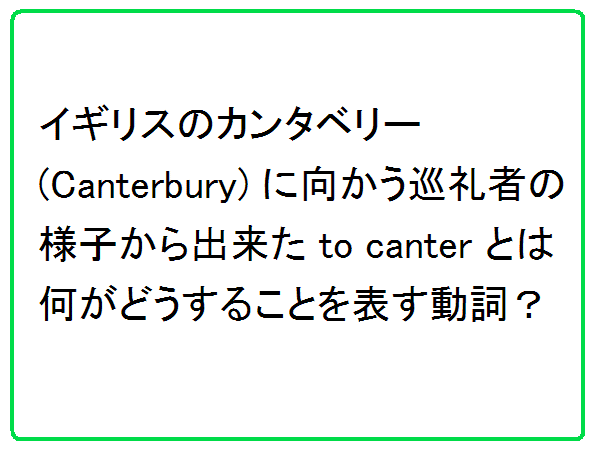 イギリスのカンタベリー
(Canterbury) に向かう巡礼者の
様子から出来た to canter とは
何がどうすることを表す動詞？